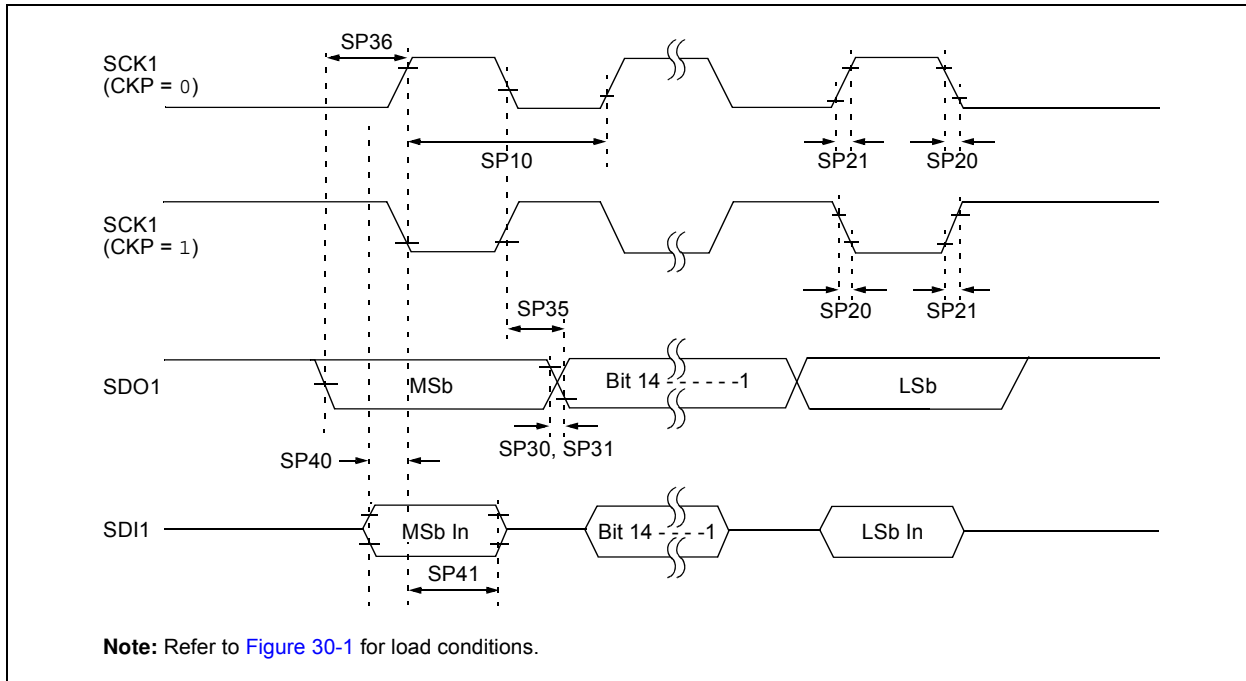 SP36
SCK1
(CKP = 0)
SP10
SP21
SP20
SCK1
(CKP = 1)
SP35
SP20
SP21
SDO1
MSb
Bit 14 - - - - - -1
LSb
SP30, SP31
SP40
SDI1
MSb In
Bit 14 - - - -1
LSb In
SP41
Note: Refer to Figure 30-1 for load conditions.